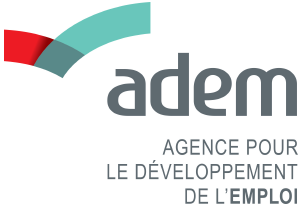 adem
AGENCE POUR
LE DÉVELOPPEMENT
DE L'EMPLOI